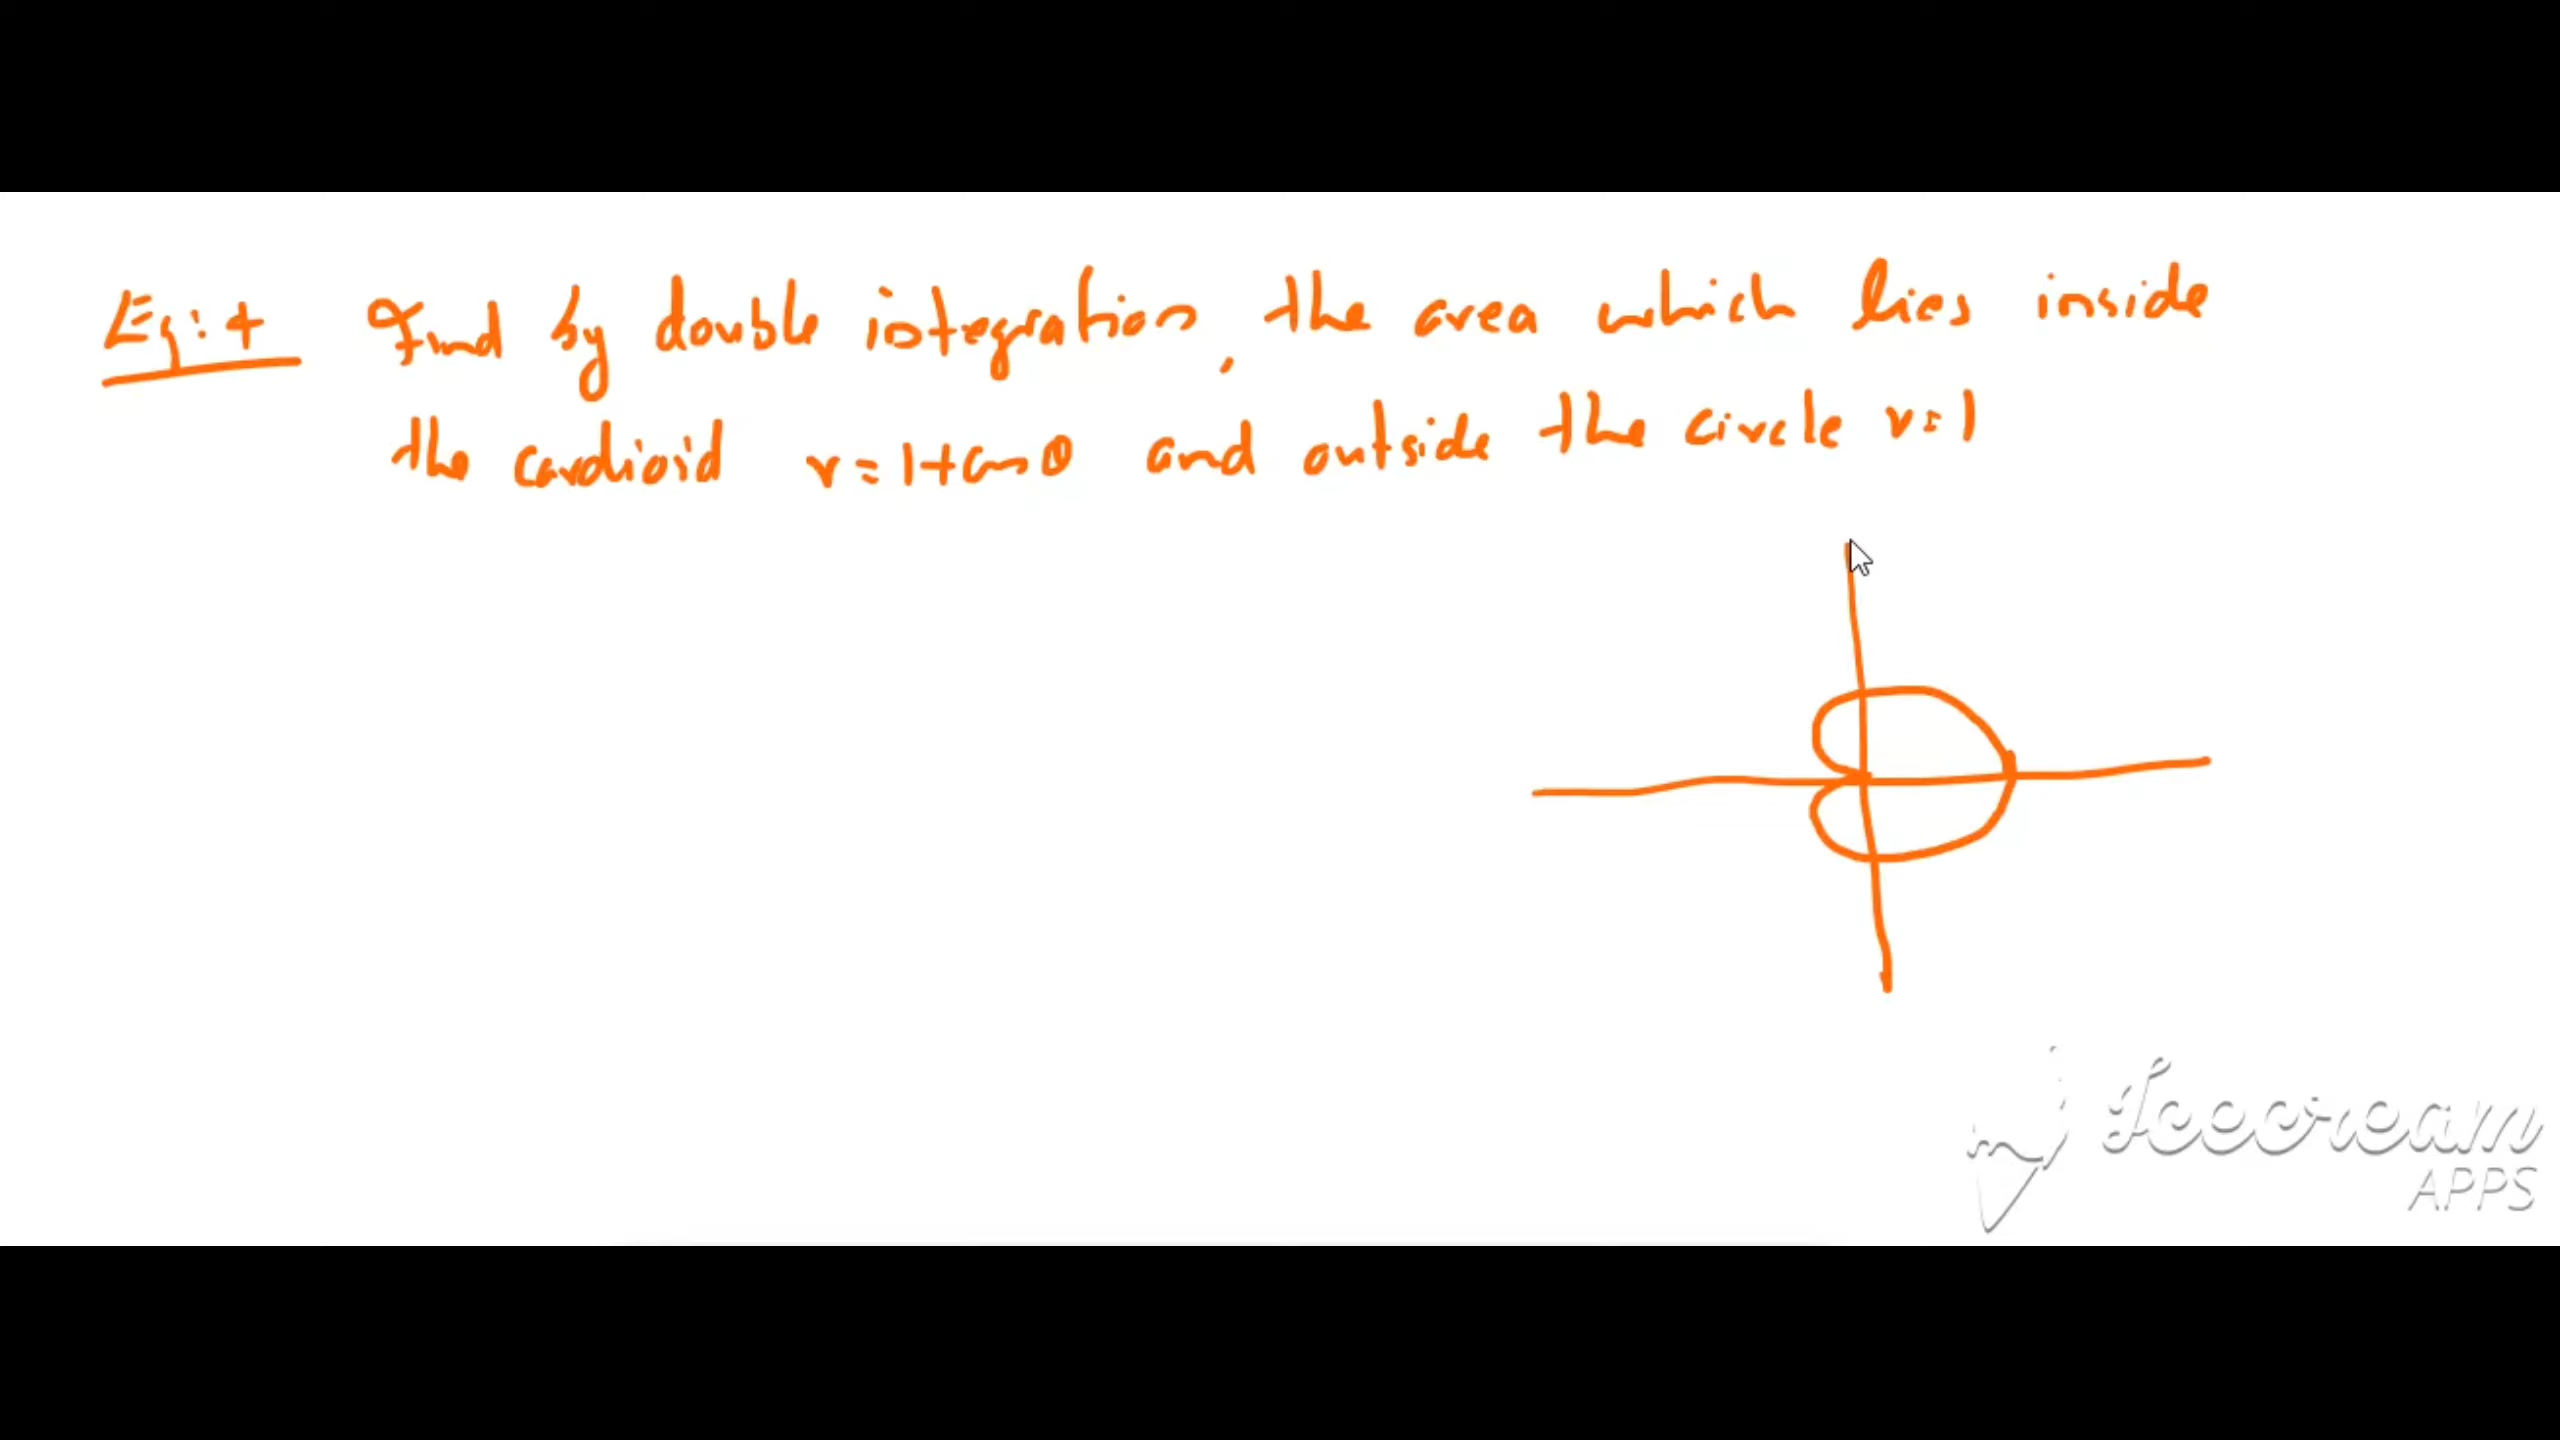 Eg: 4 Find by double integration, the area which lies inside
the cardioid r = 1 + cos θ and outside the circle r = 1
Icecream
APPS